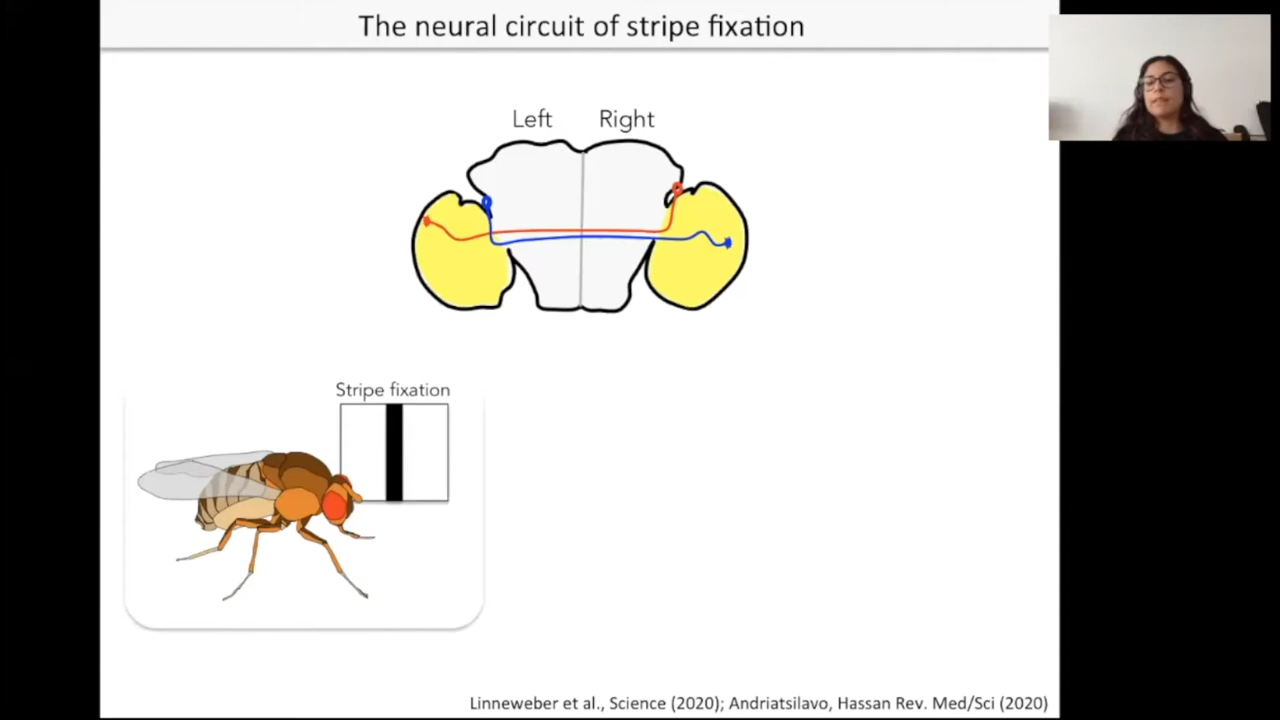 The neural circuit of stripe fixation
Left Right
Stripe fixation
Linneweber et al., Science (2020); Andriatsilavo, Hassan Rev. Med/Sci (2020)